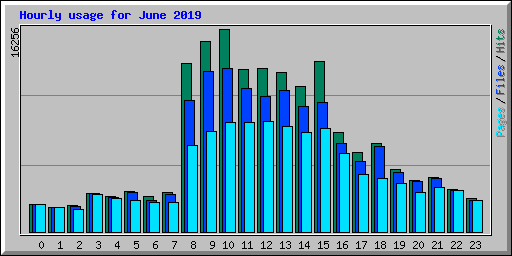 Hourly usage for June 2019
16256
Pages/Files/Hits
0 1 2 3 4 5 6 7 8 9 10 11 12 13 14 15 16 17 18 19 20 21 22 23